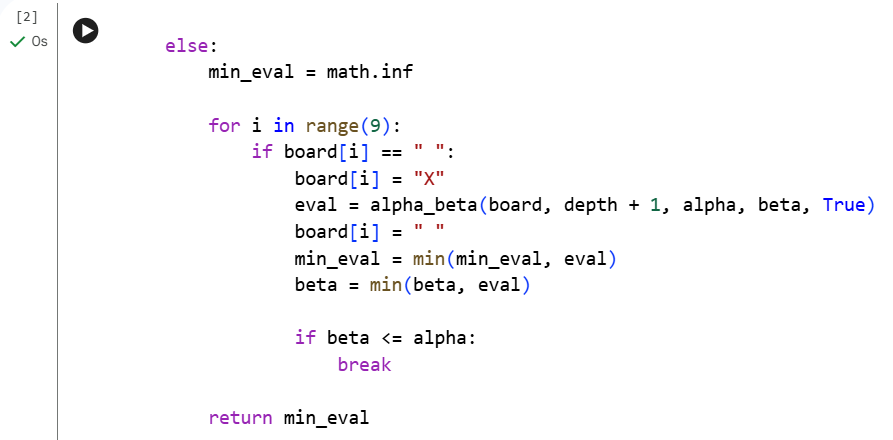 [2]
0s
else:
    min_eval = math.inf
    for i in range(9):
        if board[i] == " ":
            board[i] = "X"
            eval = alpha_beta(board, depth + 1, alpha, beta, True)
            board[i] = " "
            min_eval = min(min_eval, eval)
            beta = min(beta, eval)
            if beta <= alpha:
                break
    return min_eval